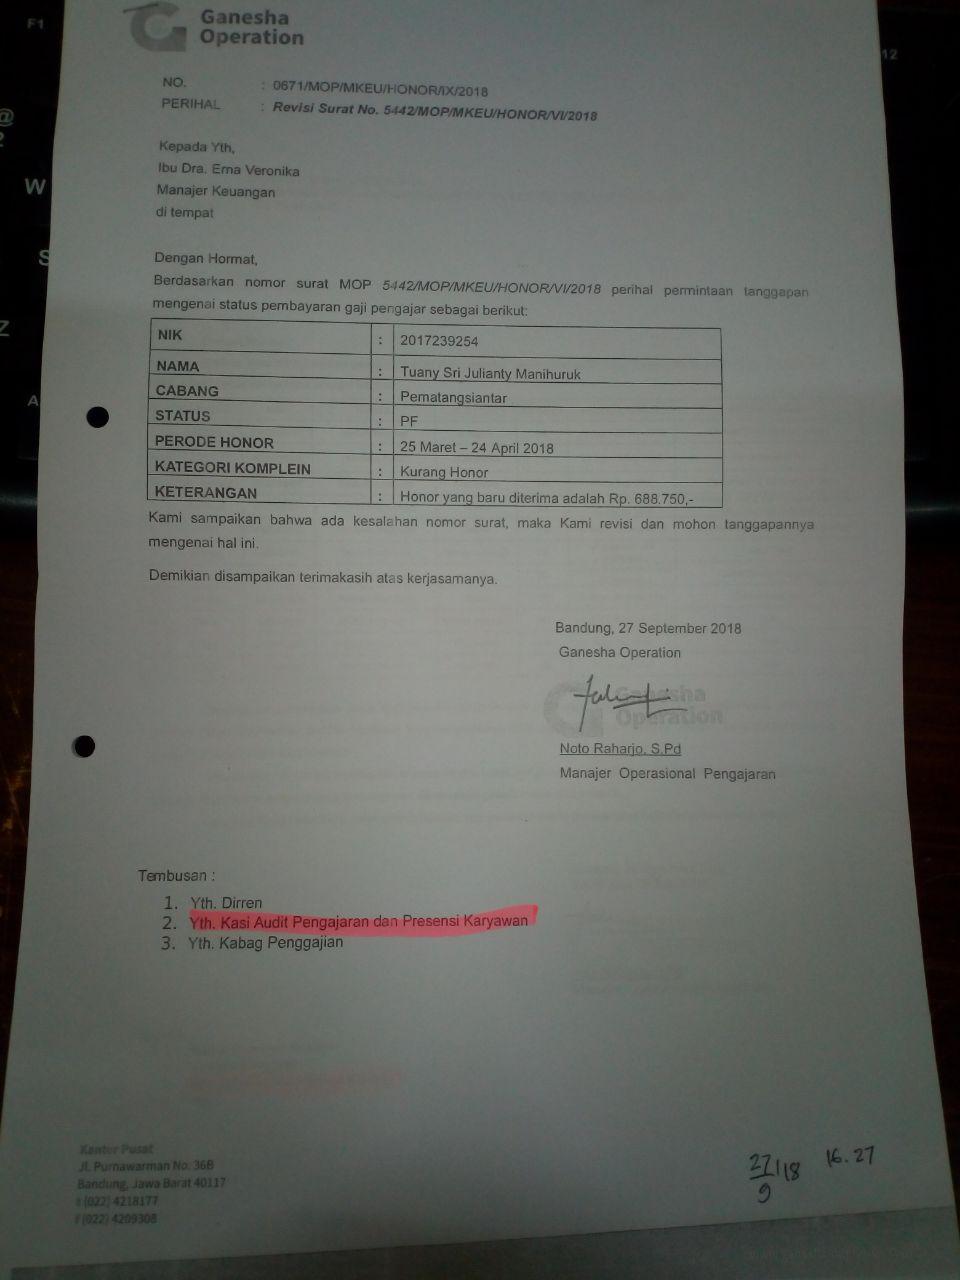 F1
12
@
2
W
S
Z
A
Ganesha
Operation
NO. : 0671/MOP/MKEU/HONOR/IX/2018
PERIHAL : Revisi Surat No. 5442/MOP/MKEU/HONOR/VI/2018
Kepada Yth,
Ibu Dra. Erna Veronika
Manajer Keuangan
di tempat
Dengan Hormat,
Berdasarkan nomor surat MOP 5442/MOP/MKEU/HONOR/VI/2018 perihal permintaan tanggapan
mengenai status pembayaran gaji pengajar sebagai berikut:
NIK : 2017239254
NAMA : Tuany Sri Julianty Manihuruk
CABANG : Pematangsiantar
STATUS : PF
PERODE HONOR : 25 Maret – 24 April 2018
KATEGORI KOMPLEIN : Kurang Honor
KETERANGAN : Honor yang baru diterima adalah Rp. 688.750,-
Kami sampaikan bahwa ada kesalahan nomor surat, maka Kami revisi dan mohon tanggapannya
mengenai hal ini.
Demikian disampaikan terimakasih atas kerjasamanya.
Bandung, 27 September 2018
Ganesha Operation
Ganesha
Operation
Noto Raharjo, S.Pd
Manajer Operasional Pengajaran
Tembusan :
1. Yth. Dirren
2. Yth. Kasi Audit Pengajaran dan Presensi Karyawan
3. Yth. Kabag Penggajian
Kantor Pusat
Jl. Purnawarman No. 36B
Bandung, Jawa Barat 40117
t (022) 4218177
f (022) 4209308
27/9/18 16.27